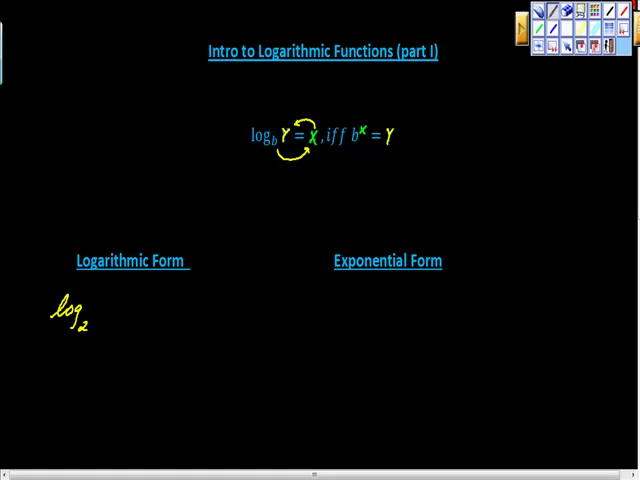 Intro to Logarithmic Functions (part I)
log_b Y = X, iff b^x = Y
Logarithmic Form Exponential Form
log_2